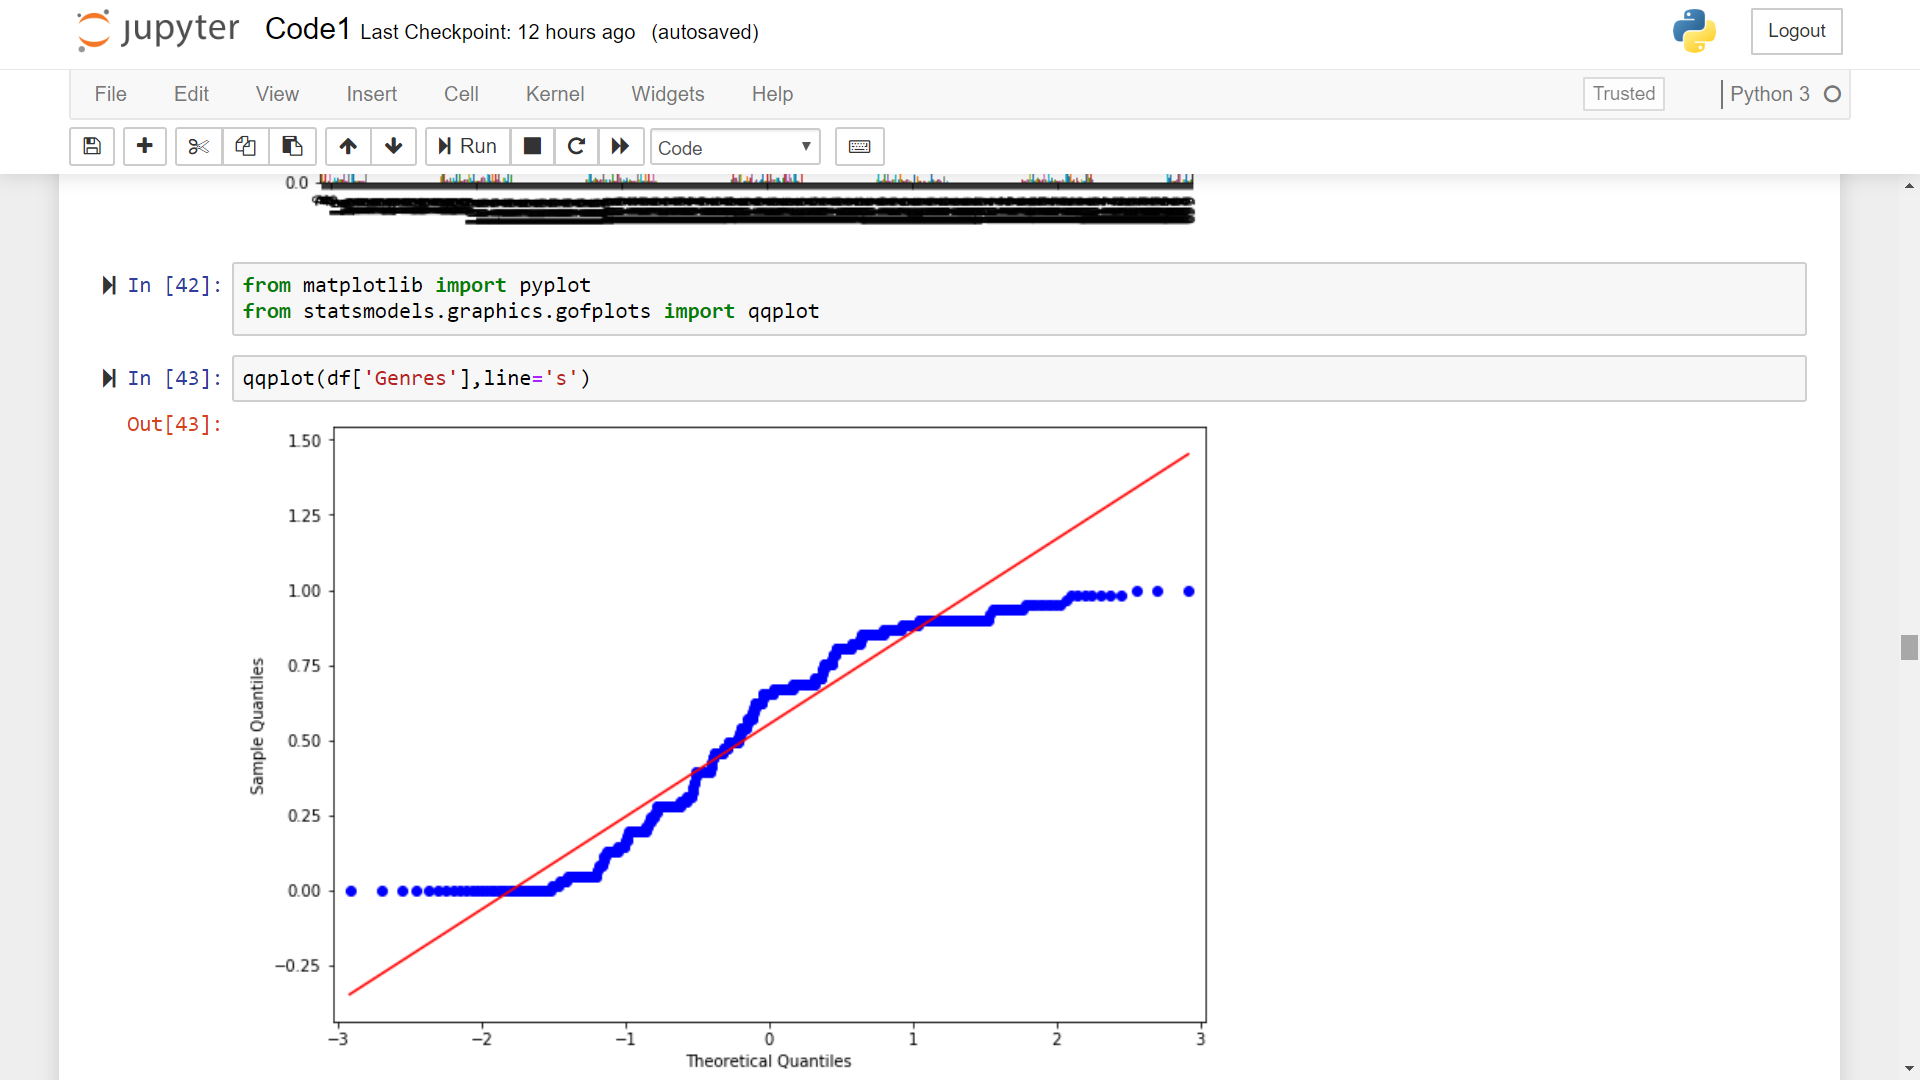 jupyter Code1 Last Checkpoint: 12 hours ago (autosaved)
Logout
File Edit View Insert Cell Kernel Widgets Help
Trusted
Python 3
Run
Code
0.0
In [42]:
from matplotlib import pyplot
from statsmodels.graphics.gofplots import qqplot
In [43]:
qqplot(df['Genres'],line='s')
Out[43]:
1.50
1.25
1.00
0.75
0.50
0.25
0.00
−0.25
Sample Quantiles
−3 −2 −1 0 1 2 3
Theoretical Quantiles